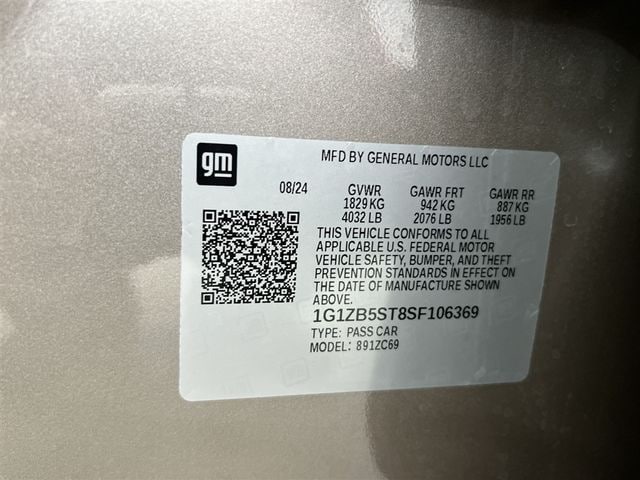 gm
MFD BY GENERAL MOTORS LLC
08/24 GVWR GAWR FRT GAWR RR
1829 KG 942 KG 887 KG
4032 LB 2076 LB 1956 LB
THIS VEHICLE CONFORMS TO ALL
APPLICABLE U.S. FEDERAL MOTOR
VEHICLE SAFETY, BUMPER, AND THEFT
PREVENTION STANDARDS IN EFFECT ON
THE DATE OF MANUFACTURE SHOWN
ABOVE.
1G1ZB5ST8SF106369
TYPE: PASS CAR
MODEL: 891ZC69